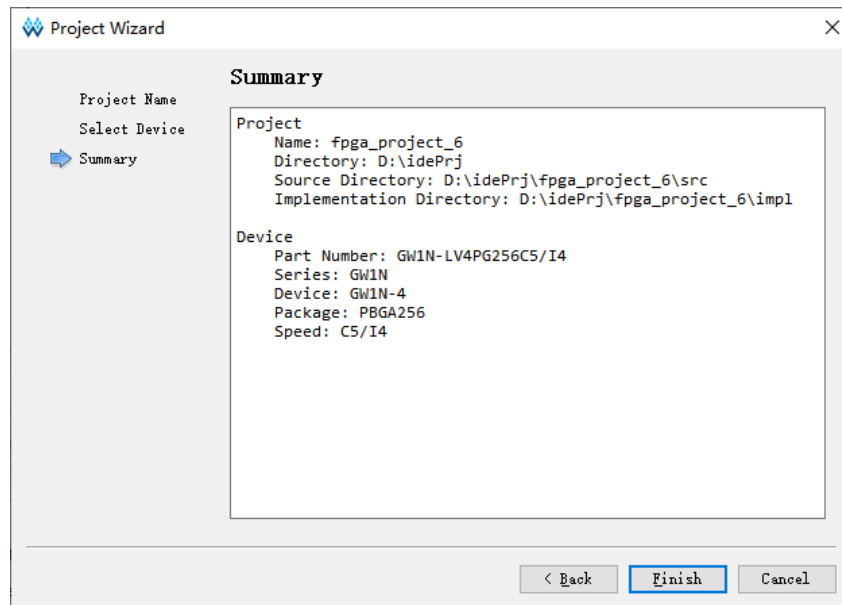 Project Wizard
Project Name
Select Device
Summary
Summary
Project
Name: fpga_project_6
Directory: D:\idePrj
Source Directory: D:\idePrj\fpga_project_6\src
Implementation Directory: D:\idePrj\fpga_project_6\impl
Device
Part Number: GW1N-LV4PG256C5/I4
Series: GW1N
Device: GW1N-4
Package: PBGA256
Speed: C5/I4
< Back
Finish
Cancel